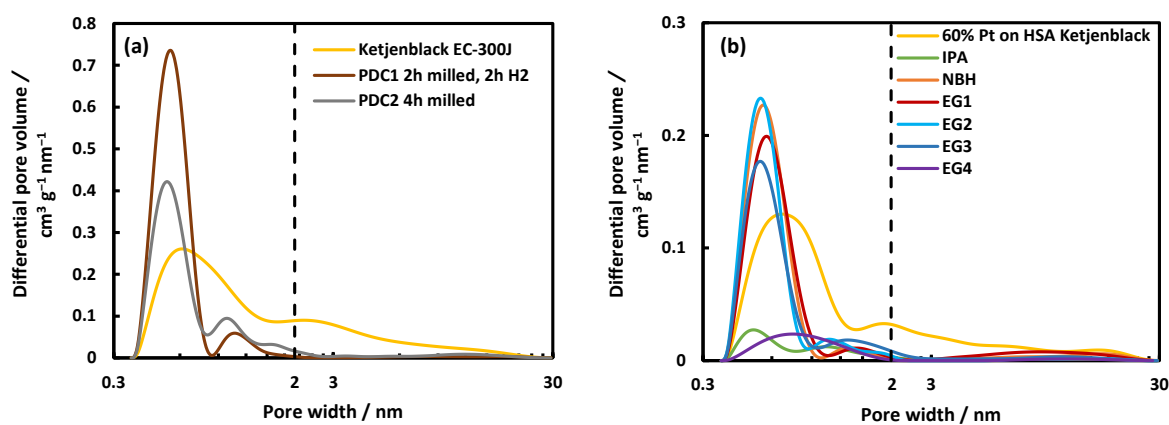 (a)
Differential pore volume /
cm³ g⁻¹ nm⁻¹
0.8
0.7
0.6
0.5
0.4
0.3
0.2
0.1
0
Ketjenblack EC-300J
PDC1 2h milled, 2h H2
PDC2 4h milled
0.3
2
3
30
Pore width / nm
(b)
Differential pore volume /
cm³ g⁻¹ nm⁻¹
0.3
0.2
0.1
0
60% Pt on HSA Ketjenblack
IPA
NBH
EG1
EG2
EG3
EG4
0.3
2
3
30
Pore width / nm